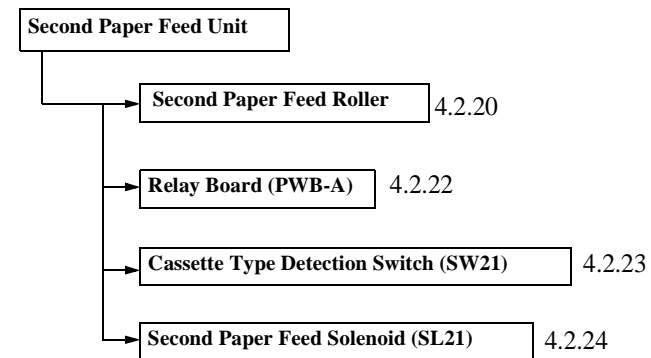 Second Paper Feed Unit
Second Paper Feed Roller 4.2.20
Relay Board (PWB-A) 4.2.22
Cassette Type Detection Switch (SW21) 4.2.23
Second Paper Feed Solenoid (SL21) 4.2.24